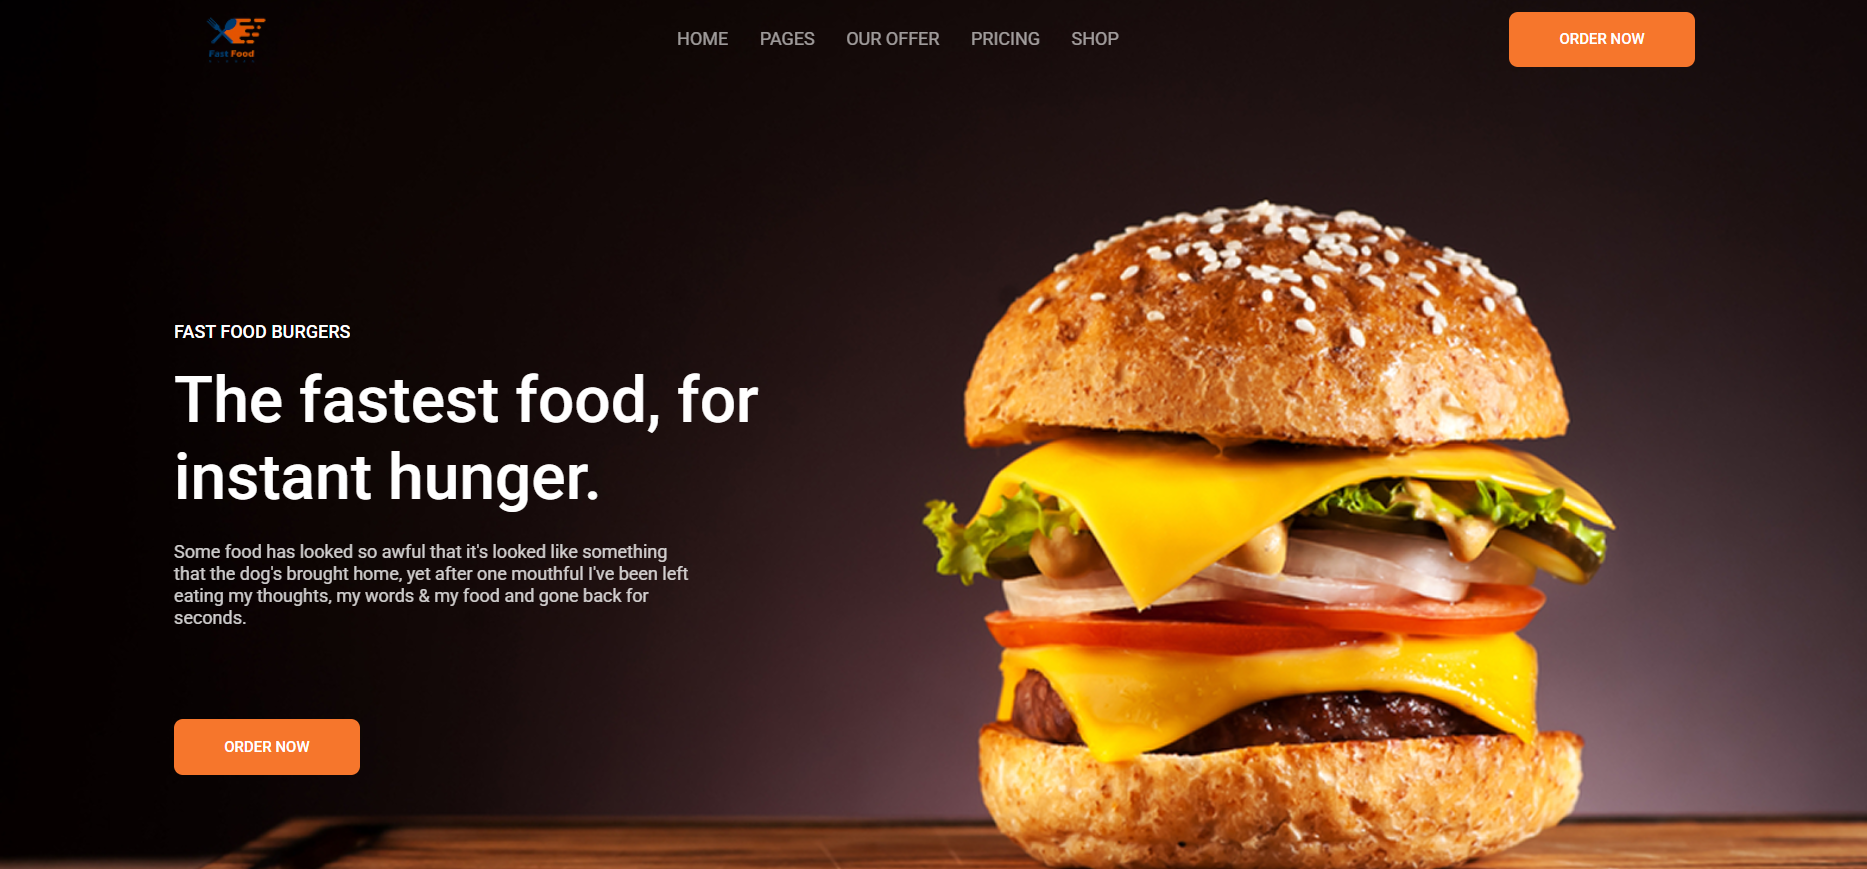 Fast Food
HOME PAGES OUR OFFER PRICING SHOP
ORDER NOW
FAST FOOD BURGERS
The fastest food, for
instant hunger.
Some food has looked so awful that it's looked like something
that the dog's brought home, yet after one mouthful I've been left
eating my thoughts, my words & my food and gone back for
seconds.
ORDER NOW